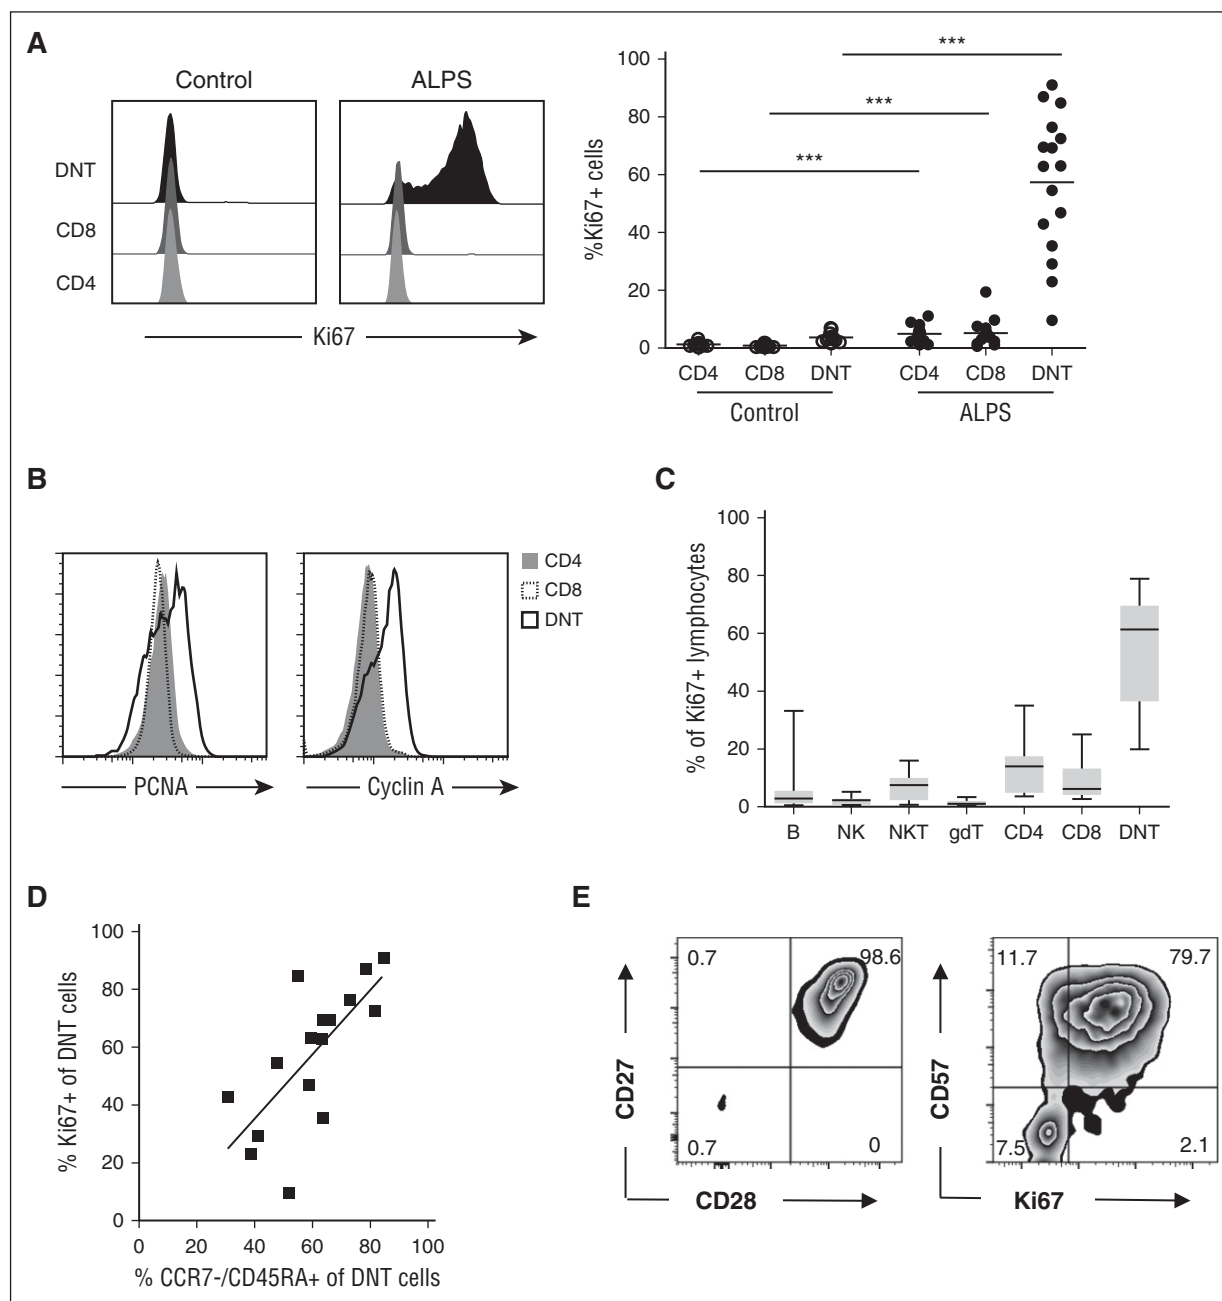 A
Control ALPS
DNT
CD8
CD4
Ki67
%Ki67+ cells
100
80
60
40
20
0
***
***
***
CD4 CD8 DNT CD4 CD8 DNT
Control ALPS
B
CD4
CD8
DNT
PCNA Cyclin A
C
% of Ki67+ lymphocytes
100
80
60
40
20
0
B NK NKT gdT CD4 CD8 DNT
D
% Ki67+ of DNT cells
100
80
60
40
20
0
0 20 40 60 80 100
% CCR7-/CD45RA+ of DNT cells
E
CD27
0.7 98.6
0.7 0
CD28
CD57
11.7 79.7
7.5 2.1
Ki67